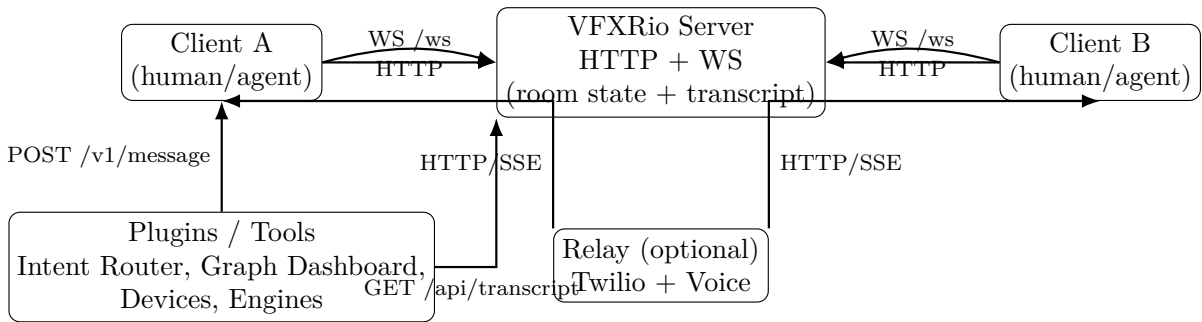 Client A
(human/agent)
WS /ws
HTTP
VFXRio Server
HTTP + WS
(room state + transcript)
WS /ws
HTTP
Client B
(human/agent)
POST /v1/message
HTTP/SSE
HTTP/SSE
Plugins / Tools
Intent Router, Graph Dashboard,
Devices, Engines
GET /api/transcript
Relay (optional)
Twilio + Voice